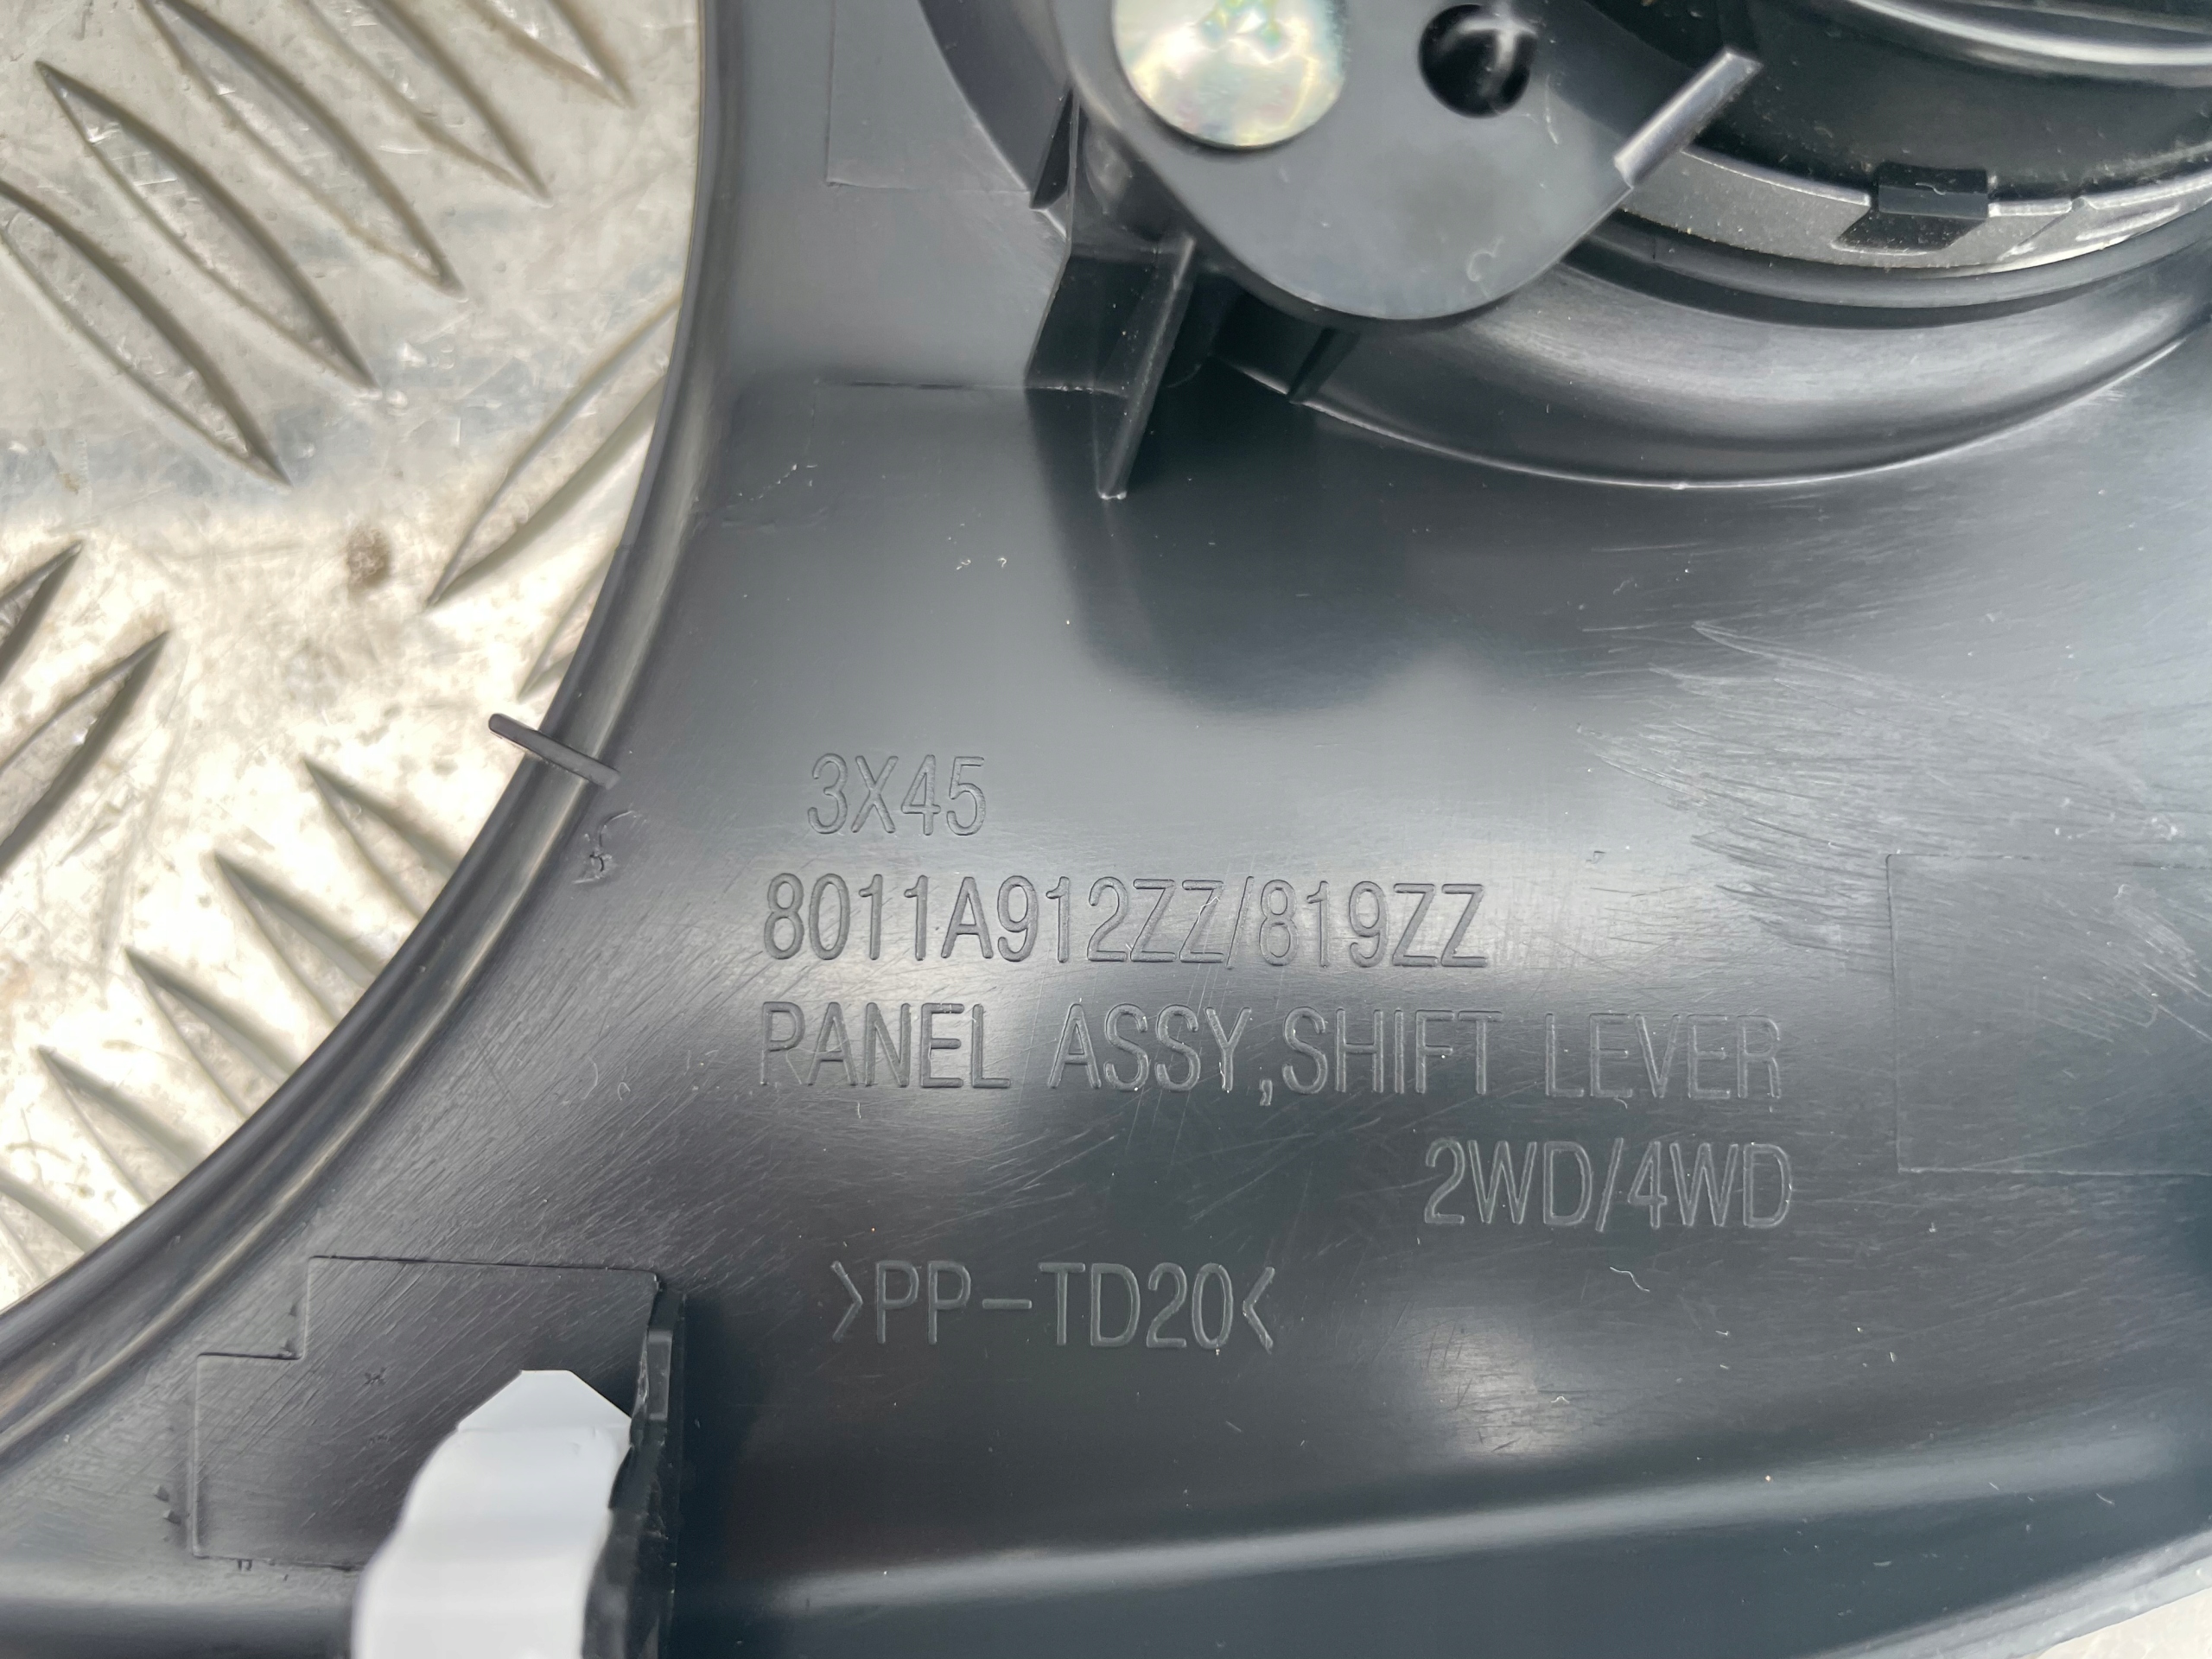 3X45
8011A912ZZ/819ZZ
PANEL ASSY,SHIFT LEVER
2WD/4WD
>PP-TD20<